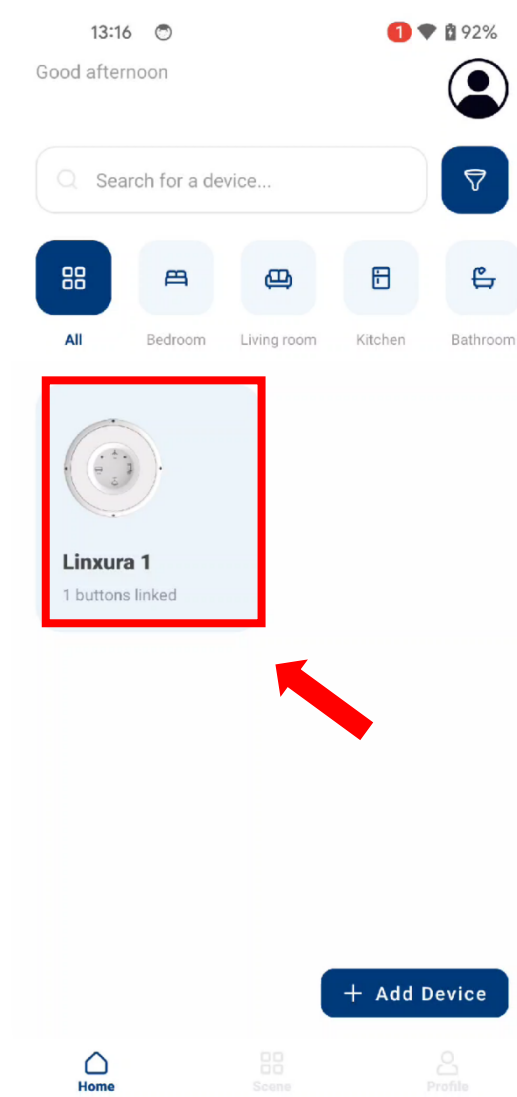 13:16
1 92%
Good afternoon
Search for a device...
All Bedroom Living room Kitchen Bathroom
Linxura 1
1 buttons linked
+ Add Device
Home Scene Profile